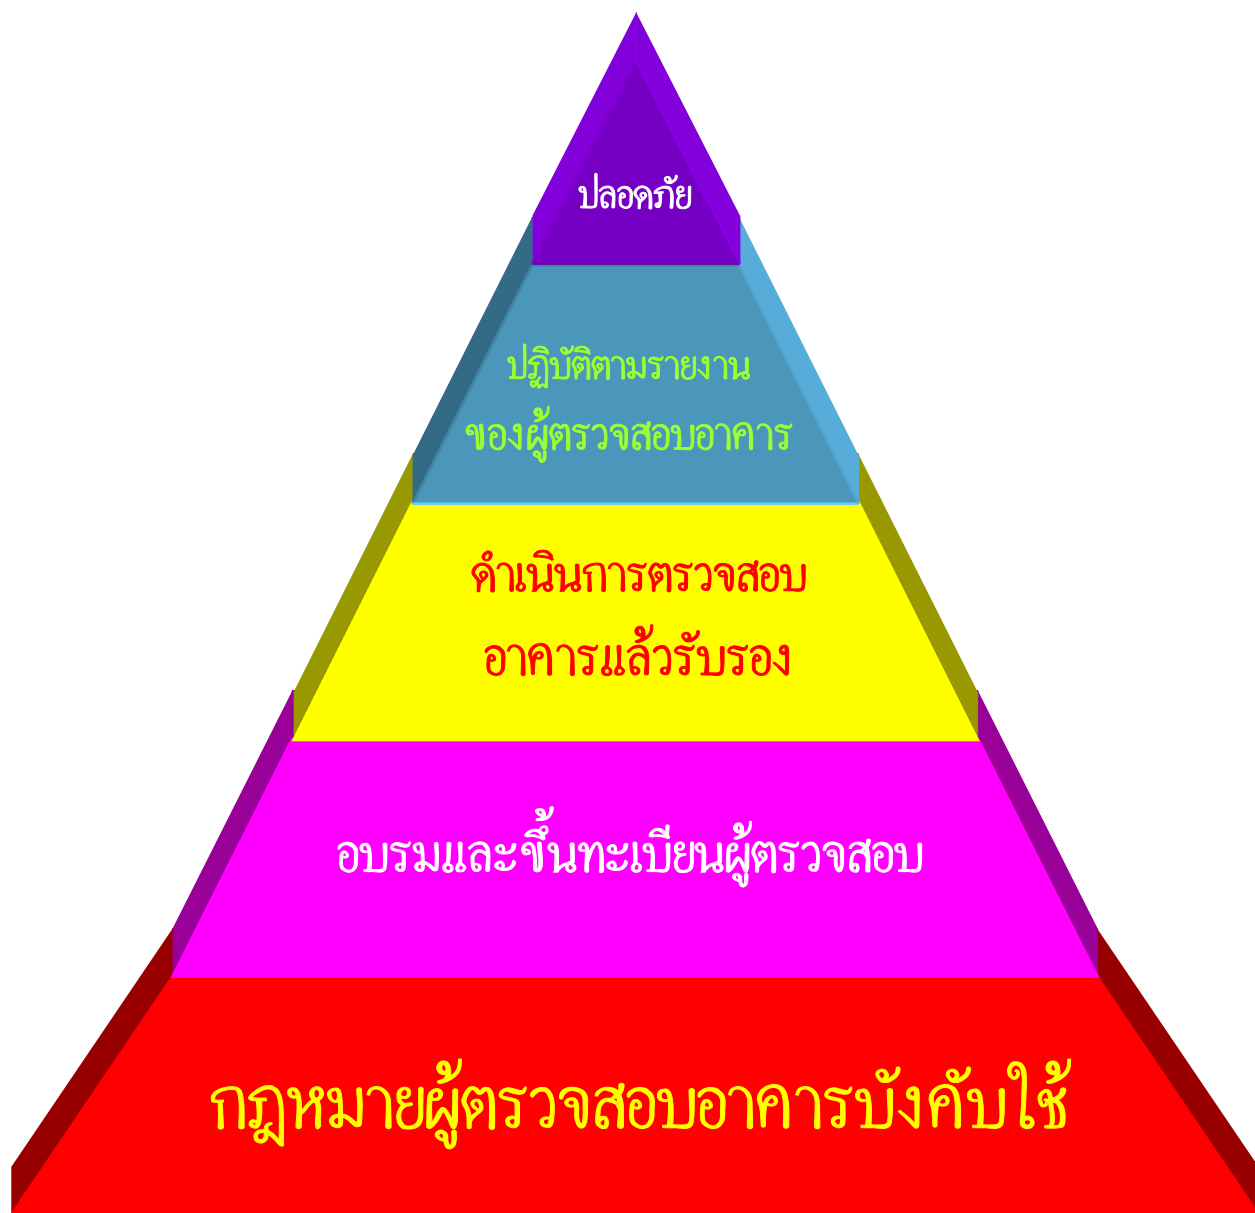 ปลอดภัย
ปฏิบัติตามรายงาน
ของผู้ตรวจสอบอาคาร
ดำเนินการตรวจสอบ
อาคารแล้วรับรอง
อบรมและขึ้นทะเบียนผู้ตรวจสอบ
กฎหมายผู้ตรวจสอบอาคารบังคับใช้